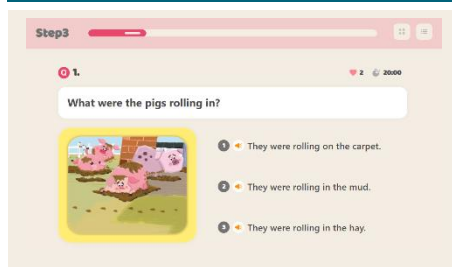 Step3
Q 1.
2 20:00
What were the pigs rolling in?
1 They were rolling on the carpet.
2 They were rolling in the mud.
3 They were rolling in the hay.